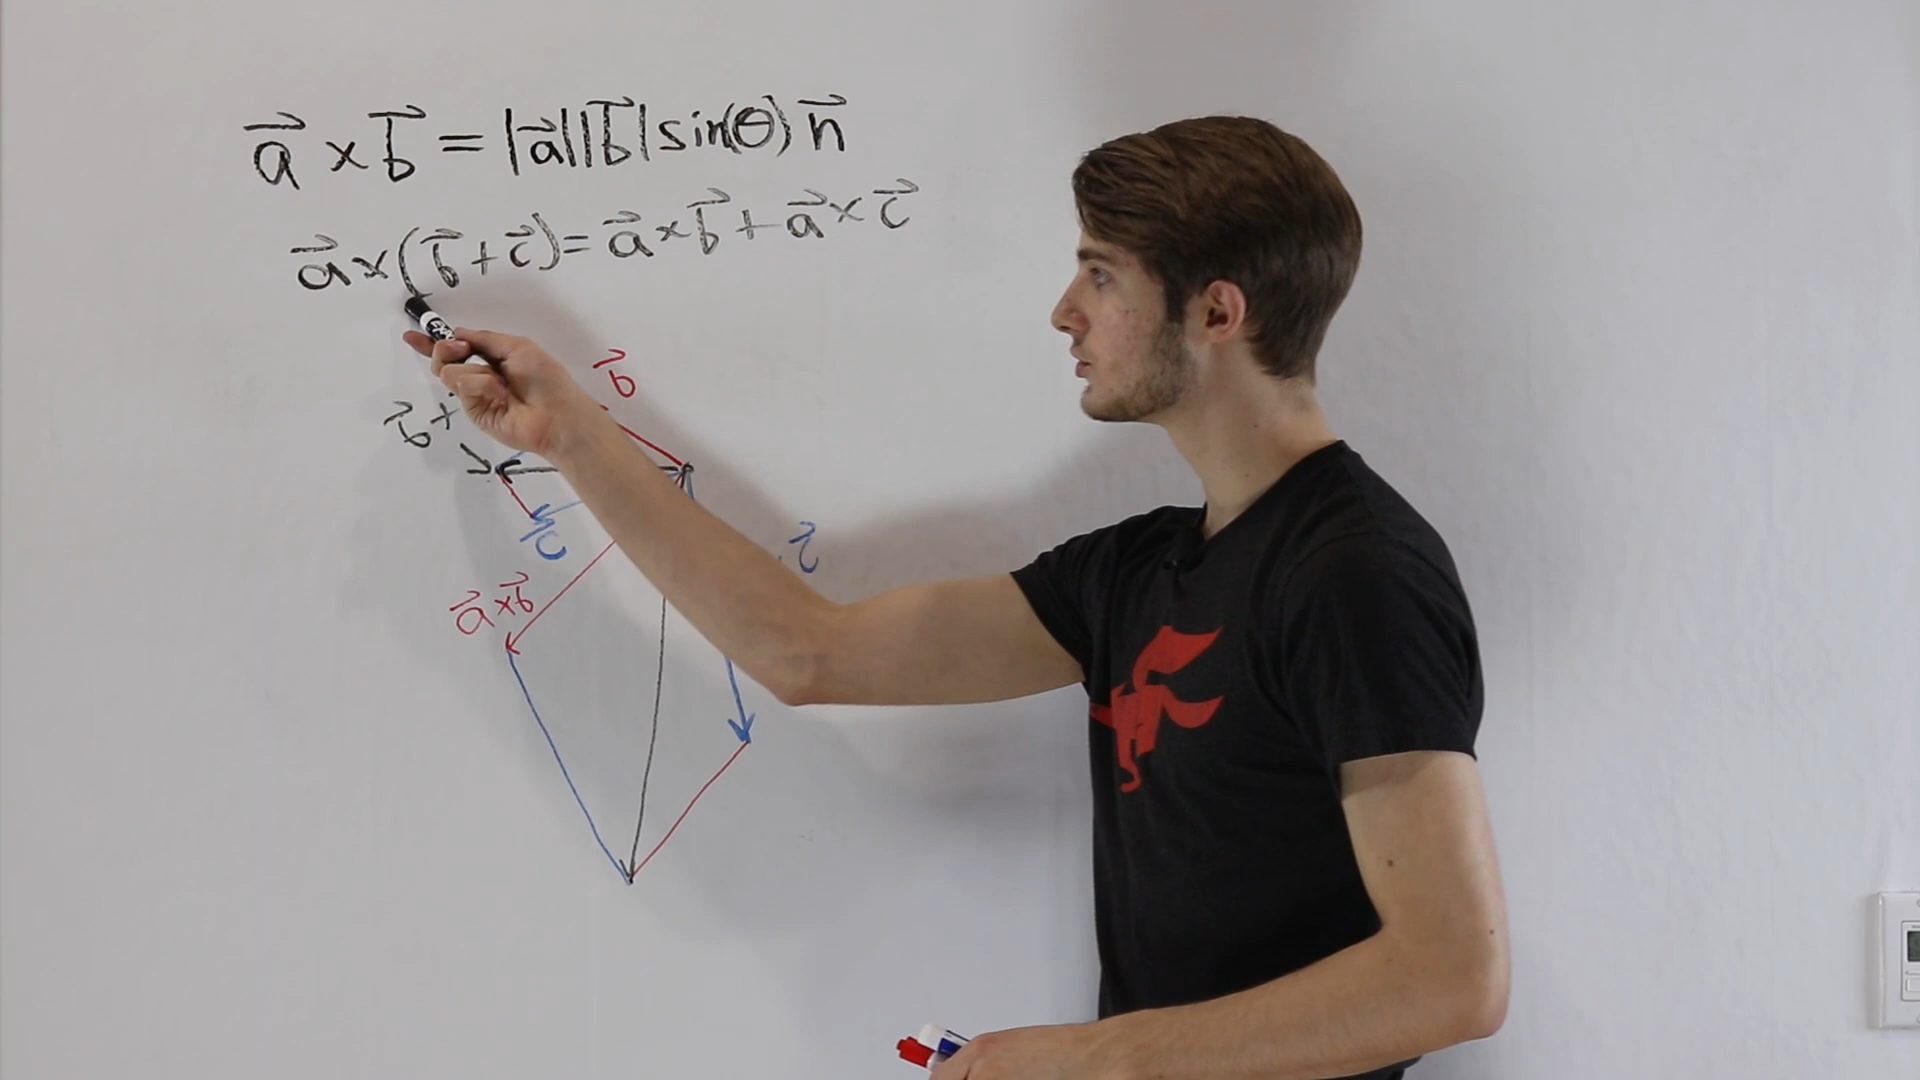 a⃗ × b⃗ = |a⃗||b⃗| sin(θ) n⃗
a⃗ × (b⃗ + c⃗) = a⃗ × b⃗ + a⃗ × c⃗
b⃗
b⃗ +
c⃗
c⃗
a⃗ × b⃗